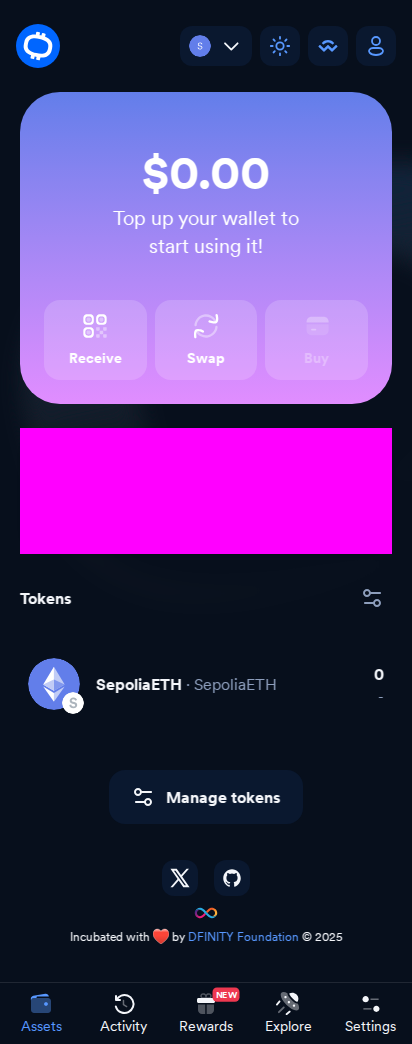 S
$0.00
Top up your wallet to
start using it!
Receive
Swap
Buy
Tokens
SepoliaETH · SepoliaETH
0
-
S
Manage tokens
Incubated with ❤️ by DFINITY Foundation © 2025
NEW
Assets
Activity
Rewards
Explore
Settings